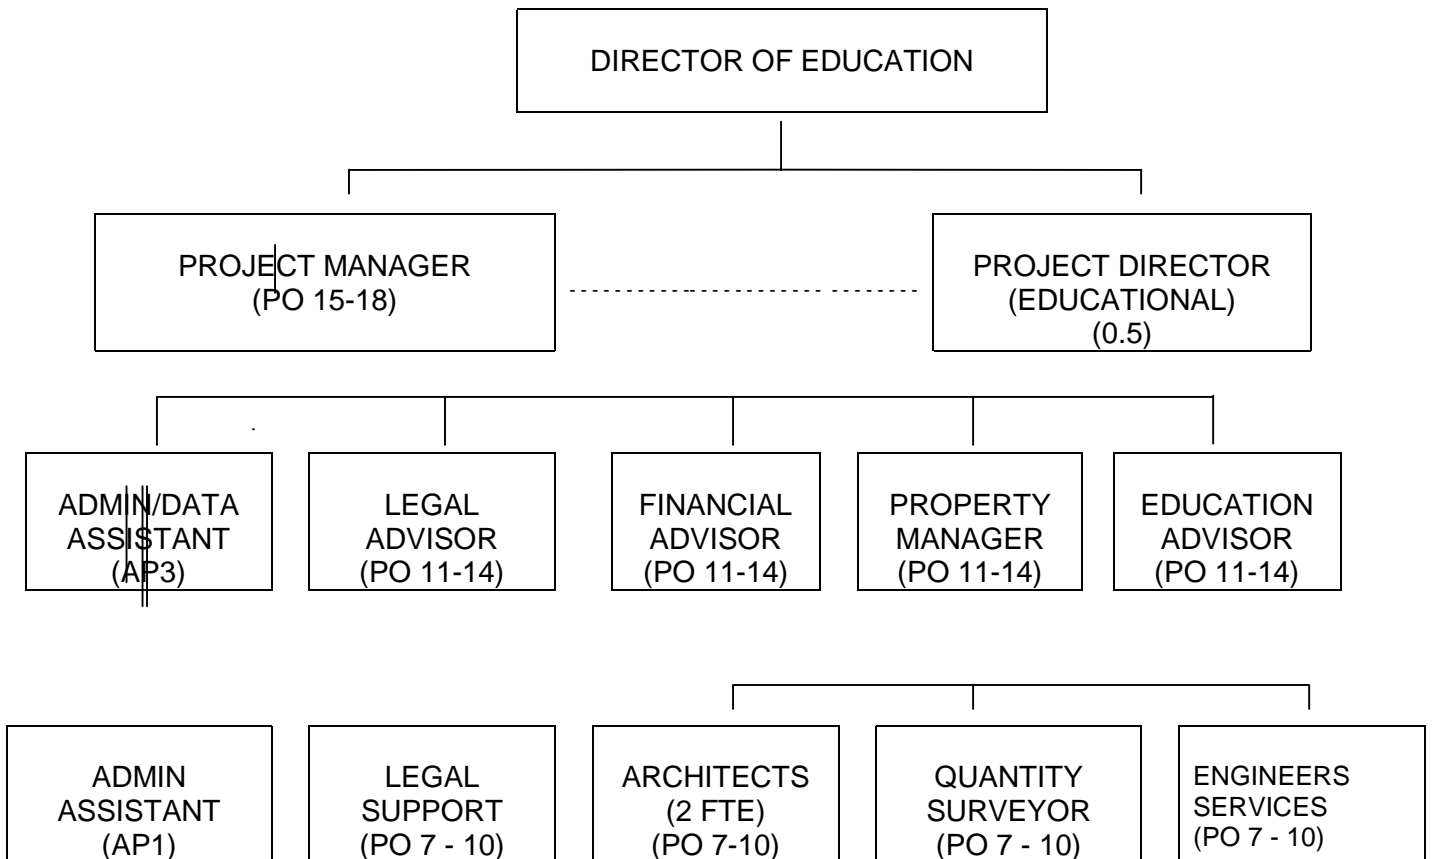 DIRECTOR OF EDUCATION
PROJECT MANAGER
(PO 15-18)
PROJECT DIRECTOR
(EDUCATIONAL)
(0.5)
ADMIN/DATA
ASSISTANT
(AP3)
LEGAL
ADVISOR
(PO 11-14)
FINANCIAL
ADVISOR
(PO 11-14)
PROPERTY
MANAGER
(PO 11-14)
EDUCATION
ADVISOR
(PO 11-14)
ADMIN
ASSISTANT
(AP1)
LEGAL
SUPPORT
(PO 7 - 10)
ARCHITECTS
(2 FTE)
(PO 7-10)
QUANTITY
SURVEYOR
(PO 7 - 10)
ENGINEERS
SERVICES
(PO 7 - 10)